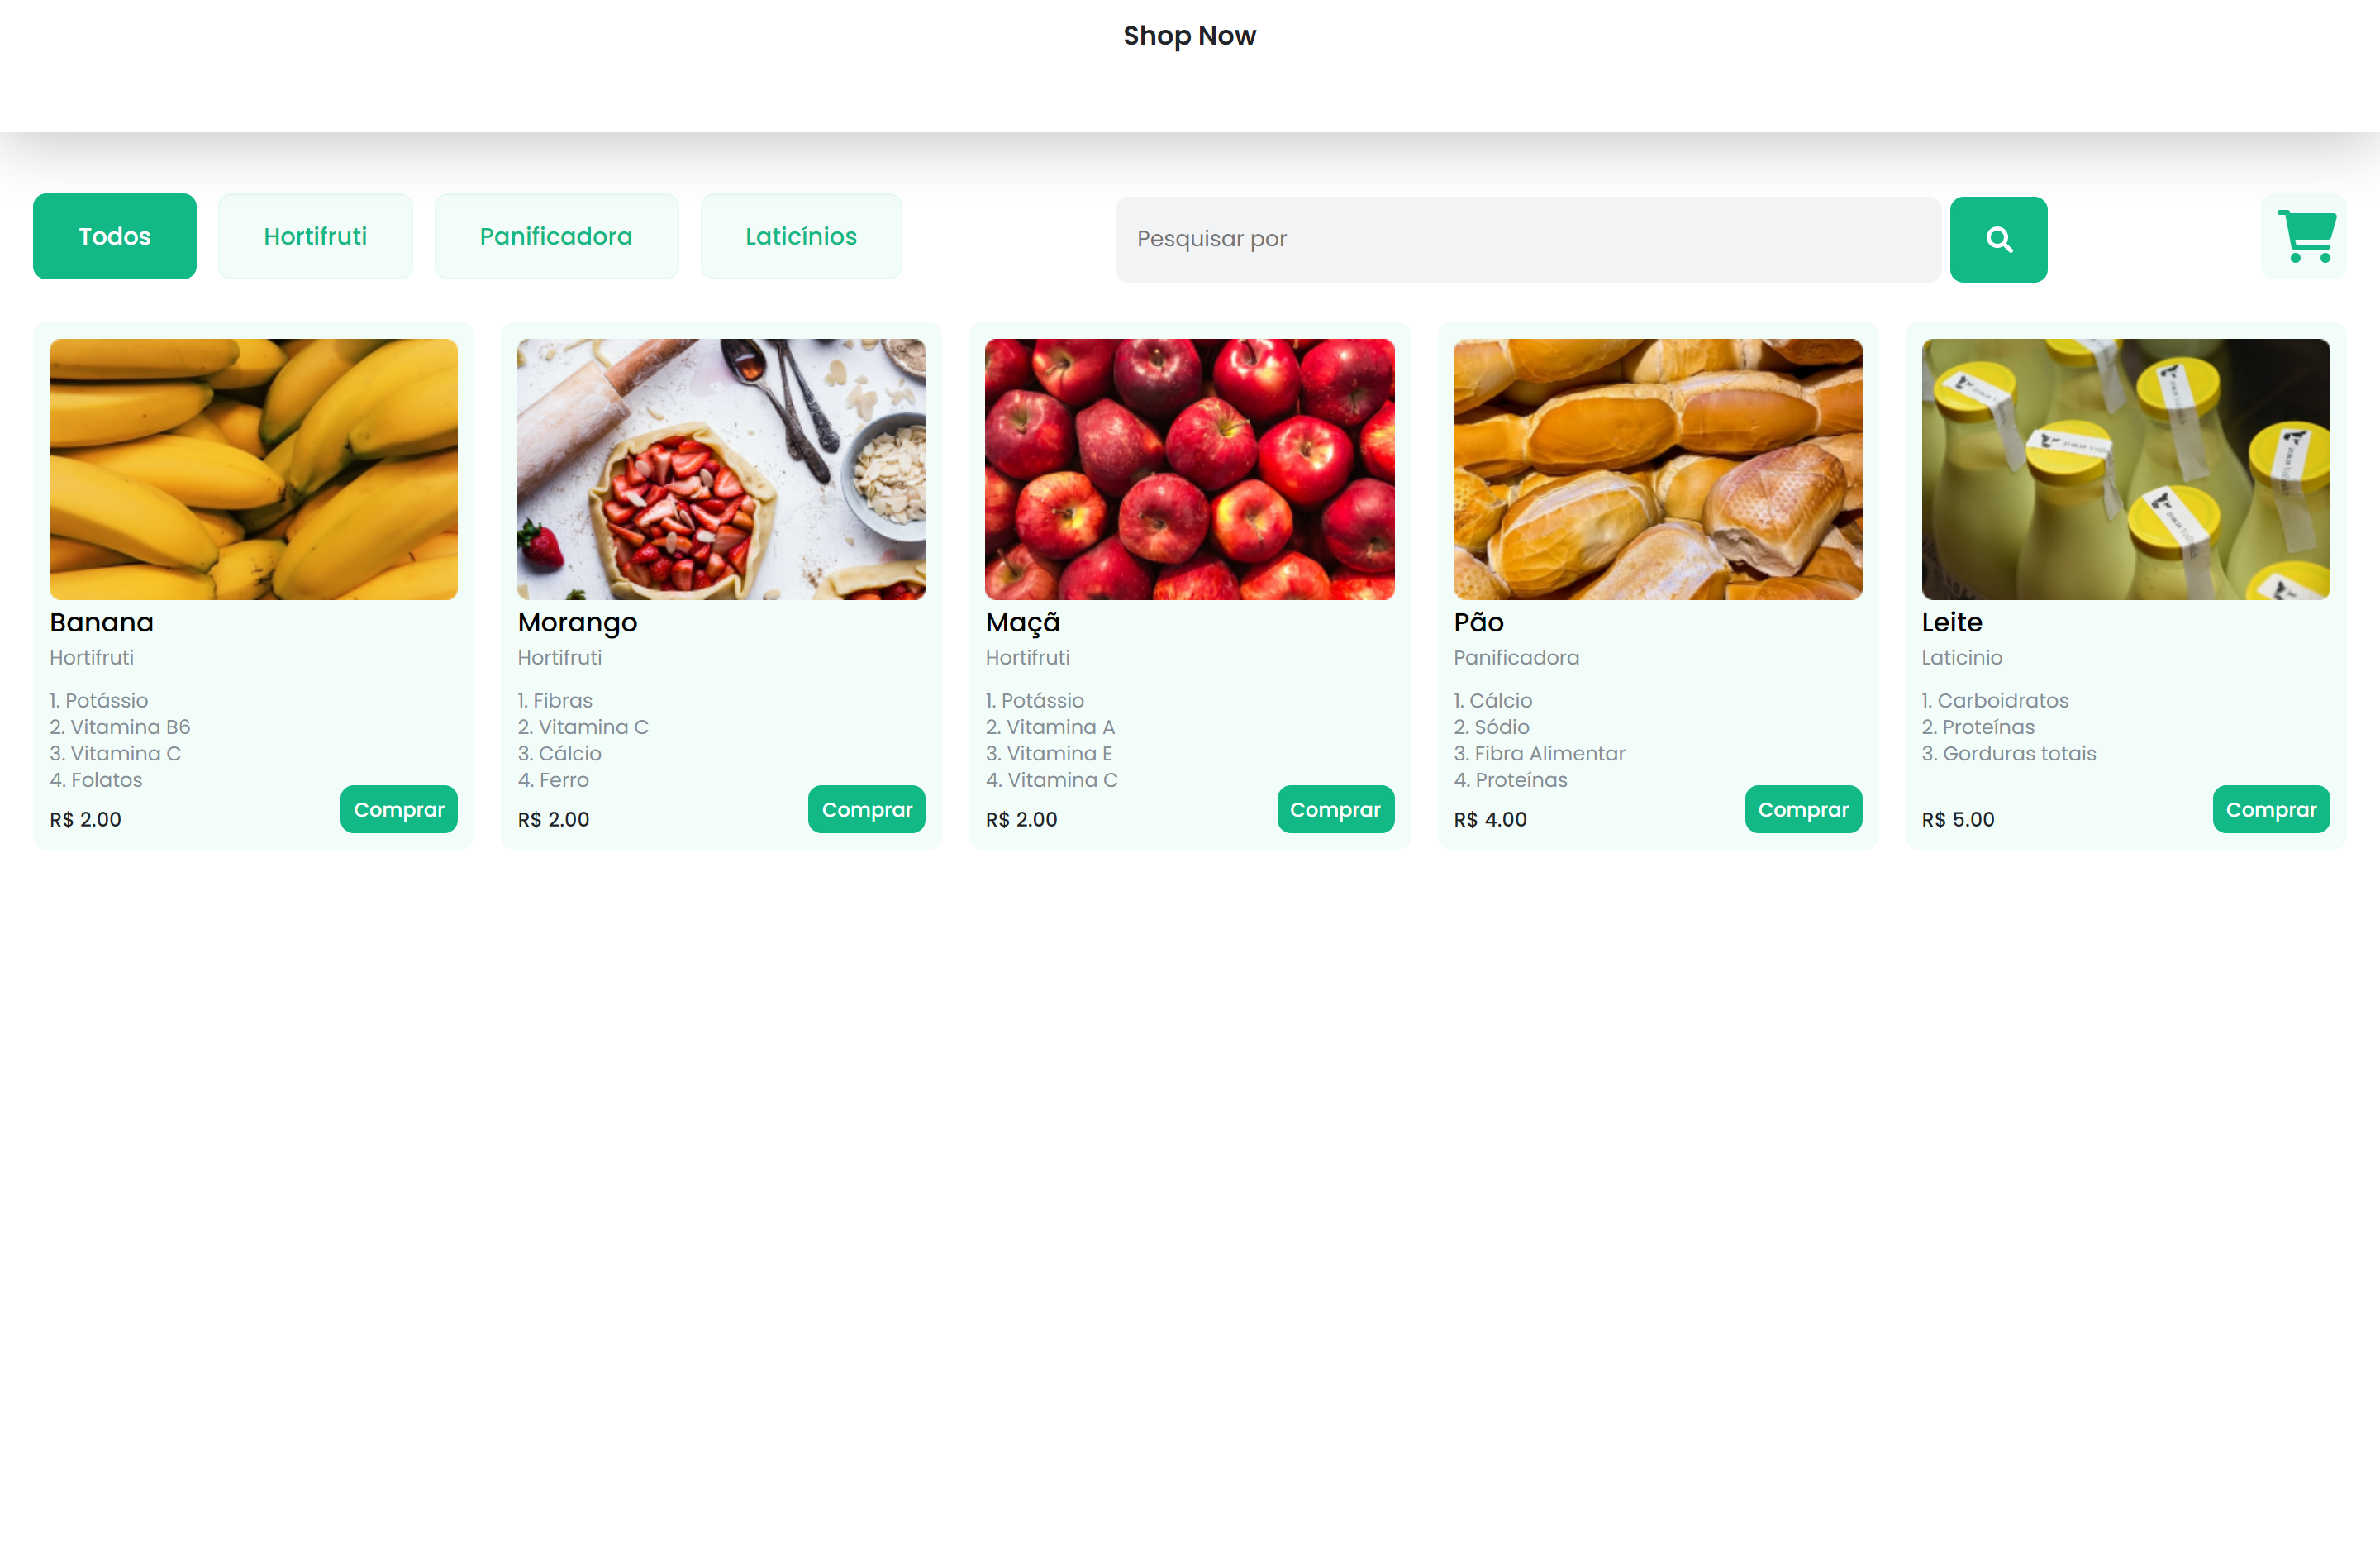 Shop Now
Todos
Hortifruti
Panificadora
Laticínios
Pesquisar por
Banana
Hortifruti
1. Potássio
2. Vitamina B6
3. Vitamina C
4. Folatos
R$ 2.00
Comprar
Morango
Hortifruti
1. Fibras
2. Vitamina C
3. Cálcio
4. Ferro
R$ 2.00
Comprar
Maçã
Hortifruti
1. Potássio
2. Vitamina A
3. Vitamina E
4. Vitamina C
R$ 2.00
Comprar
Pão
Panificadora
1. Cálcio
2. Sódio
3. Fibra Alimentar
4. Proteínas
R$ 4.00
Comprar
Leite
Laticinio
1. Carboidratos
2. Proteínas
3. Gorduras totais
R$ 5.00
Comprar